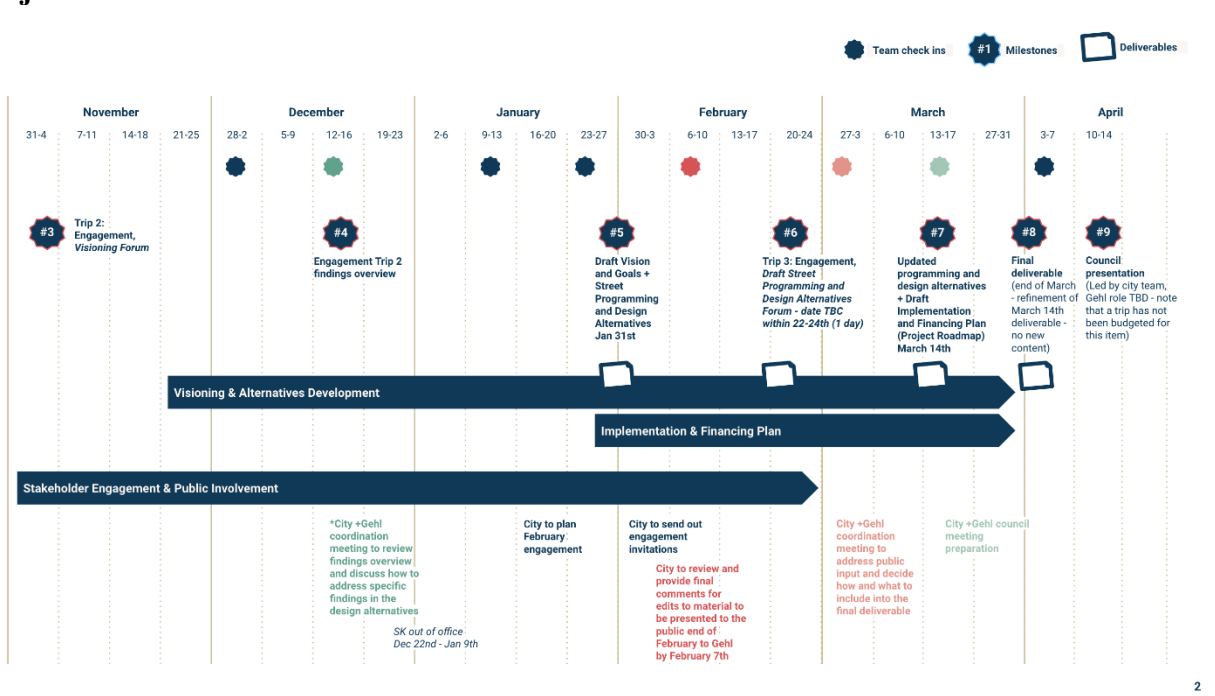 Team check ins
#1
Milestones
Deliverables
November
December
January
February
March
April
31-4
7-11
14-18
21-25
28-2
5-9
12-16
19-23
2-6
9-13
16-20
23-27
30-3
6-10
13-17
20-24
27-3
6-10
13-17
27-31
3-7
10-14
#3
Trip 2:
Engagement,
Visioning Forum
#4
Engagement Trip 2
findings overview
#5
Draft Vision
and Goals +
Street
Programming
and Design
Alternatives
Jan 31st
#6
Trip 3: Engagement,
Draft Street
Programming and
Design Alternatives
Forum - date TBC
within 22-24th (1 day)
#7
Updated
programming and
design alternatives
+ Draft
Implementation
and Financing Plan
(Project Roadmap)
March 14th
#8
Final
deliverable
(end of March
- refinement of
March 14th
deliverable -
no new
content)
#9
Council
presentation
(Led by city team,
Gehl role TBD - note
that a trip has not
been budgeted for
this item)
Visioning & Alternatives Development
Implementation & Financing Plan
Stakeholder Engagement & Public Involvement
*City +Gehl
coordination
meeting to review
findings overview
and discuss how to
address specific
findings in the
design alternatives
SK out of office
Dec 22nd - Jan 9th
City to plan
February
engagement
City to send out
engagement
invitations
City to review and
provide final
comments for
edits to material to
be presented to the
public end of
February to Gehl
by February 7th
City +Gehl
coordination
meeting to
address public
input and decide
how and what to
include into the
final deliverable
City +Gehl council
meeting
preparation
2